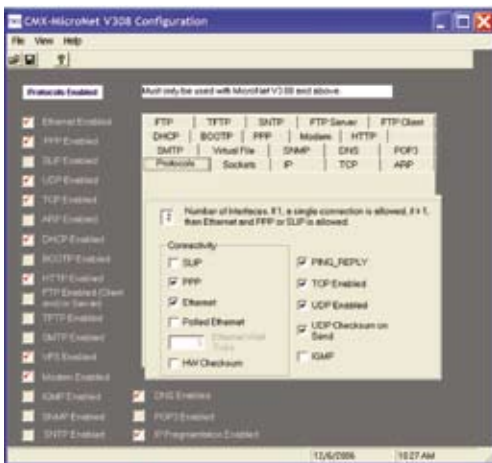 CMX-MicroNet V308 Configuration
File View Help
Protocols Enabled
Must only be used with MicroNet V3.08 and above.
Ethernet Enabled
PPP Enabled
SLIP Enabled
UDP Enabled
TCP Enabled
ARP Enabled
DHCP Enabled
BOOTP Enabled
HTTP Enabled
FTP Enabled (Client and/or Server)
TFTP Enabled
SMTP Enabled
VFS Enabled
Modem Enabled
IGMP Enabled
SNMP Enabled
SNTP Enabled
DNS Enabled
POP3 Enabled
IP Fragmentation Enabled
FTP TFTP SNTP FTP Server FTP Client
DHCP BOOTP PPP Modem HTTP
SMTP Virtual File SNMP DNS POP3
Protocols Sockets IP TCP ARP
Number of Interfaces. If 1, a single connection is allowed, if > 1,
then Ethernet and PPP or SLIP is allowed.
Connectivity
SLIP
PPP
Ethernet
Polled Ethernet
Ethernet Wait
HW Checksum
PING_REPLY
TCP Enabled
UDP Enabled
UDP Checksum on
Send
IGMP
12/6/2006 10:27 AM